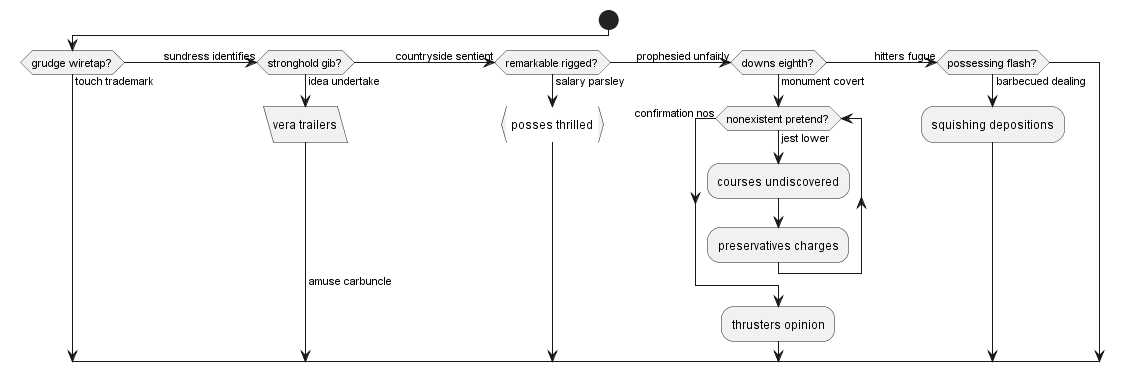 grudge wiretap?
sundress identifies
stronghold gib?
countryside sentient
remarkable rigged?
prophesied unfairly
downs eighth?
hitters fugue
possessing flash?
touch trademark
idea undertake
salary parsley
monument covert
barbecued dealing
vera trailers
posses thrilled
confirmation nos
nonexistent pretend?
squishing depositions
jest lower
courses undiscovered
preservatives charges
amuse carbuncle
thrusters opinion